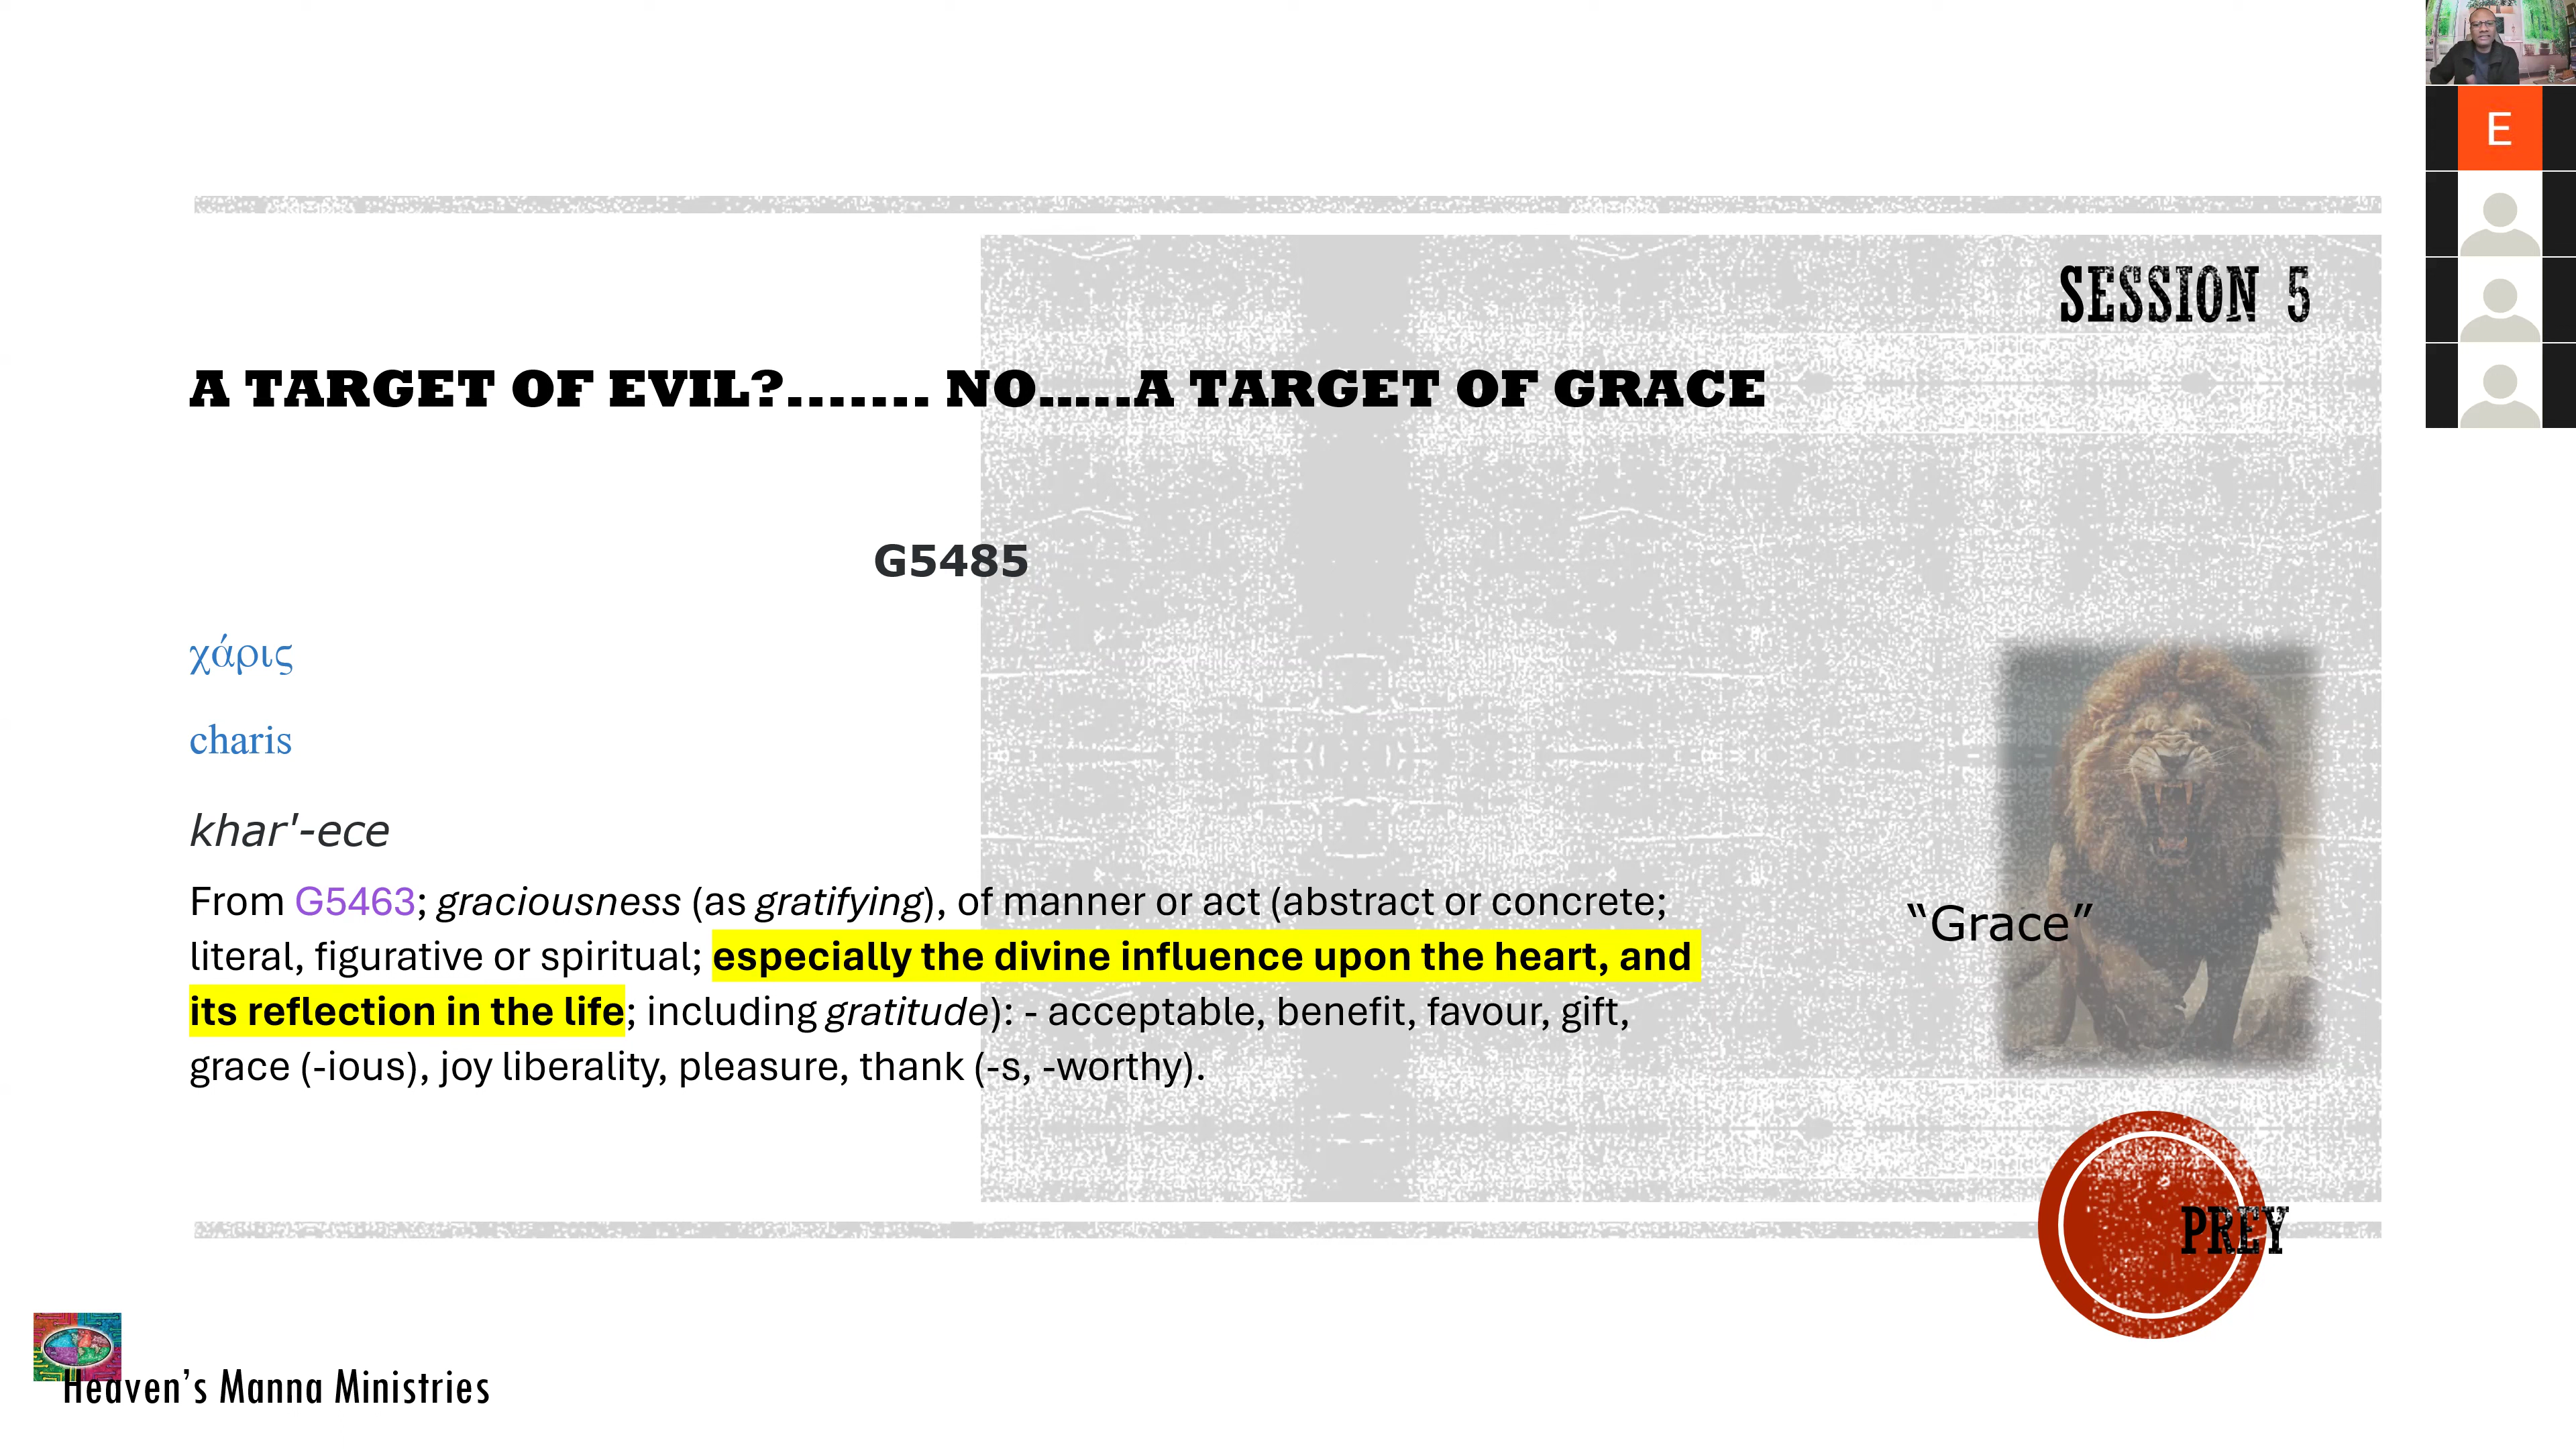 E
SESSION 5
A TARGET OF EVIL?....... NO.....A TARGET OF GRACE
G5485
χάρις
charis
khar'-ece
From G5463; graciousness (as gratifying), of manner or act (abstract or concrete;
literal, figurative or spiritual; especially the divine influence upon the heart, and
its reflection in the life; including gratitude): - acceptable, benefit, favour, gift,
grace (-ious), joy liberality, pleasure, thank (-s, -worthy).
“Grace”
PREY
Heaven’s Manna Ministries